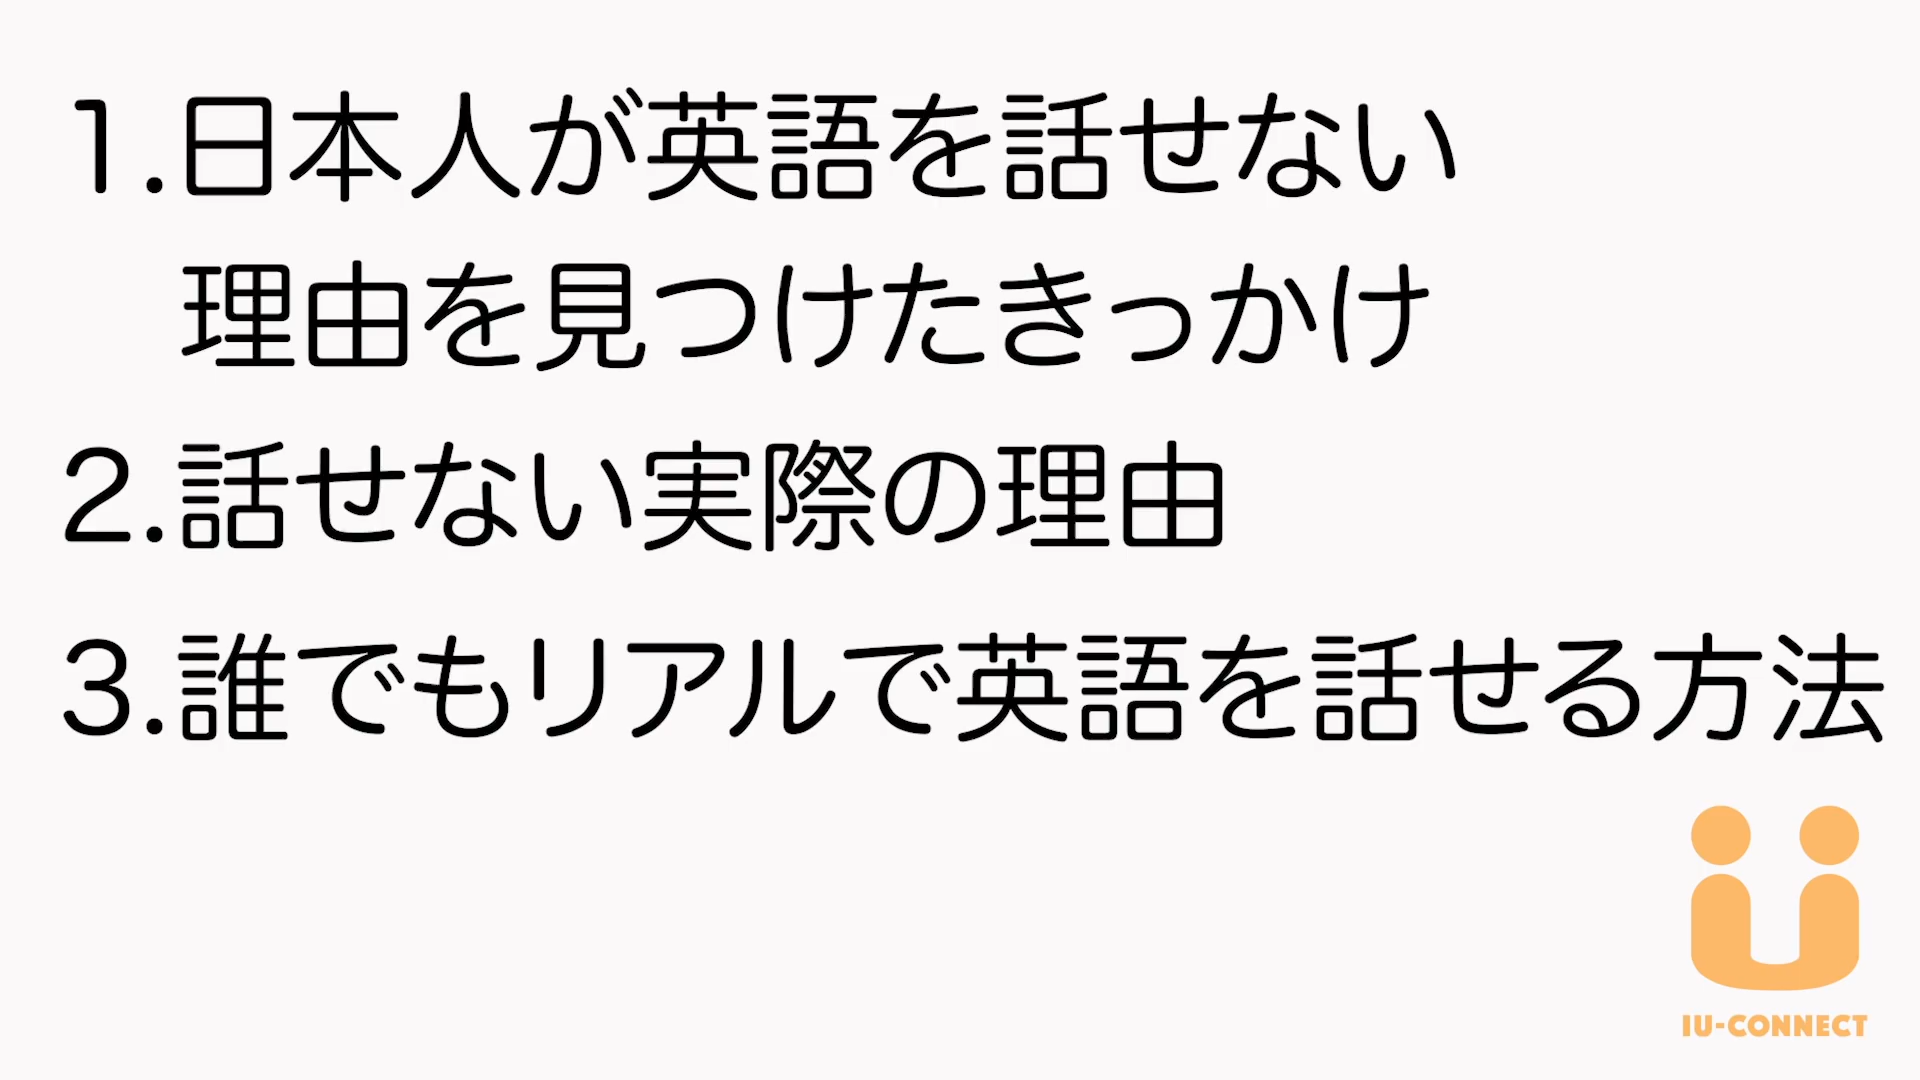 1.日本人が英語を話せない
理由を見つけたきっかけ
2.話せない実際の理由
3.誰でもリアルで英語を話せる方法
IU-CONNECT